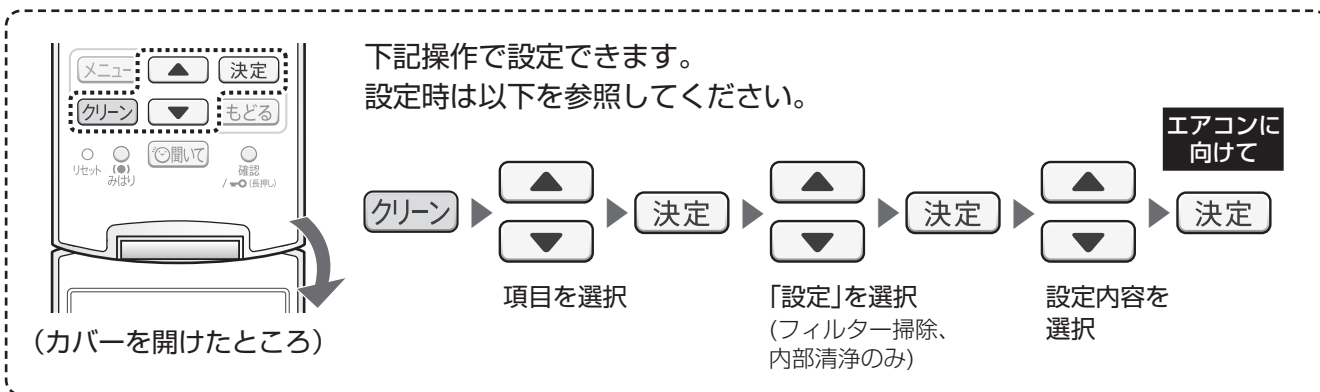 下記操作で設定できます。
設定時は以下を参照してください。
メニュー
決定
クリーン
もどる
聞いて
リセット
みはり
確認
/ (長押し)
(カバーを開けたところ)
エアコンに
向けて
クリーン
決定
決定
決定
項目を選択
「設定」を選択
(フィルター掃除、
内部清浄のみ)
設定内容を
選択